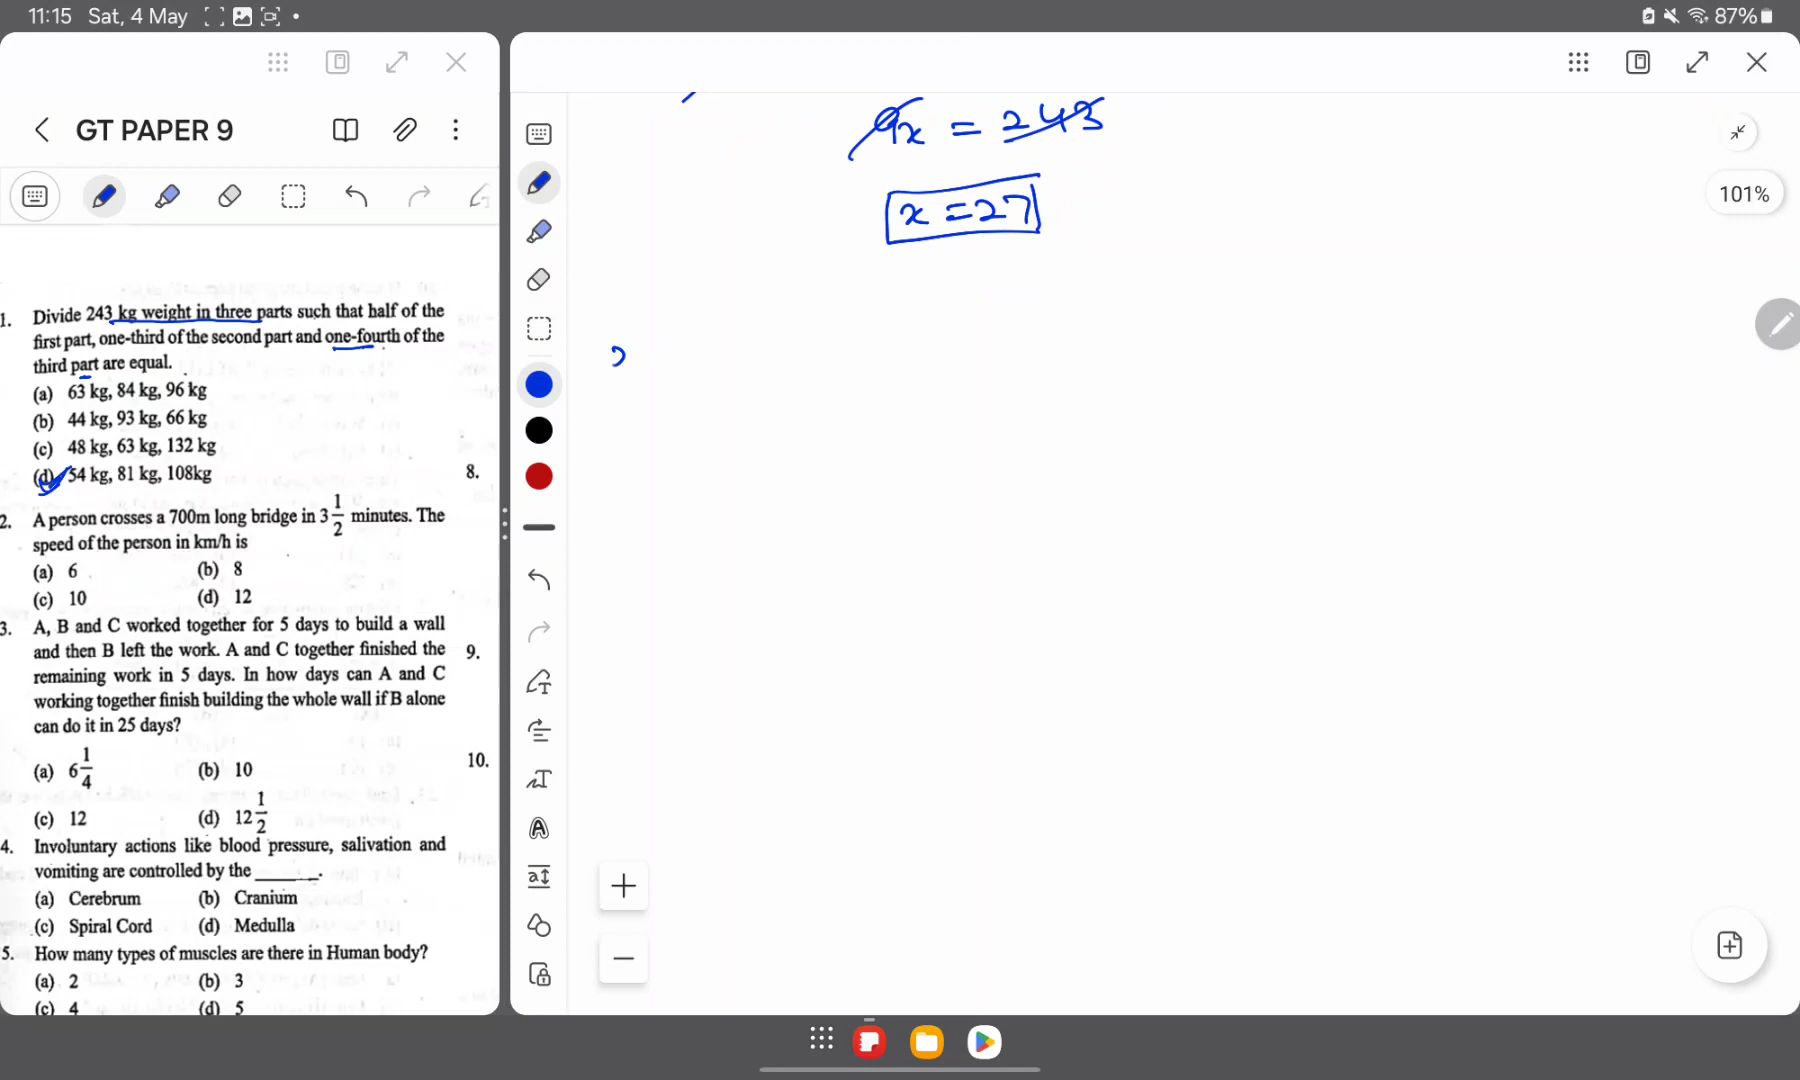 11:15 Sat, 4 May
87%
GT PAPER 9
1. Divide 243 kg weight in three parts such that half of the
first part, one-third of the second part and one-fourth of the
third part are equal.
(a) 63 kg, 84 kg, 96 kg
(b) 44 kg, 93 kg, 66 kg
(c) 48 kg, 63 kg, 132 kg
(d) 54 kg, 81 kg, 108kg
8.
2. A person crosses a 700m long bridge in 3 1/2 minutes. The
speed of the person in km/h is
(a) 6 (b) 8
(c) 10 (d) 12
3. A, B and C worked together for 5 days to build a wall
and then B left the work. A and C together finished the
9.
remaining work in 5 days. In how days can A and C
working together finish building the whole wall if B alone
can do it in 25 days?
(a) 6 1/4 (b) 10
10.
(c) 12 (d) 12 1/2
4. Involuntary actions like blood pressure, salivation and
vomiting are controlled by the ______.
(a) Cerebrum (b) Cranium
(c) Spiral Cord (d) Medulla
5. How many types of muscles are there in Human body?
(a) 2 (b) 3
(c) 4 (d) 5
9x = 243
x = 27
101%